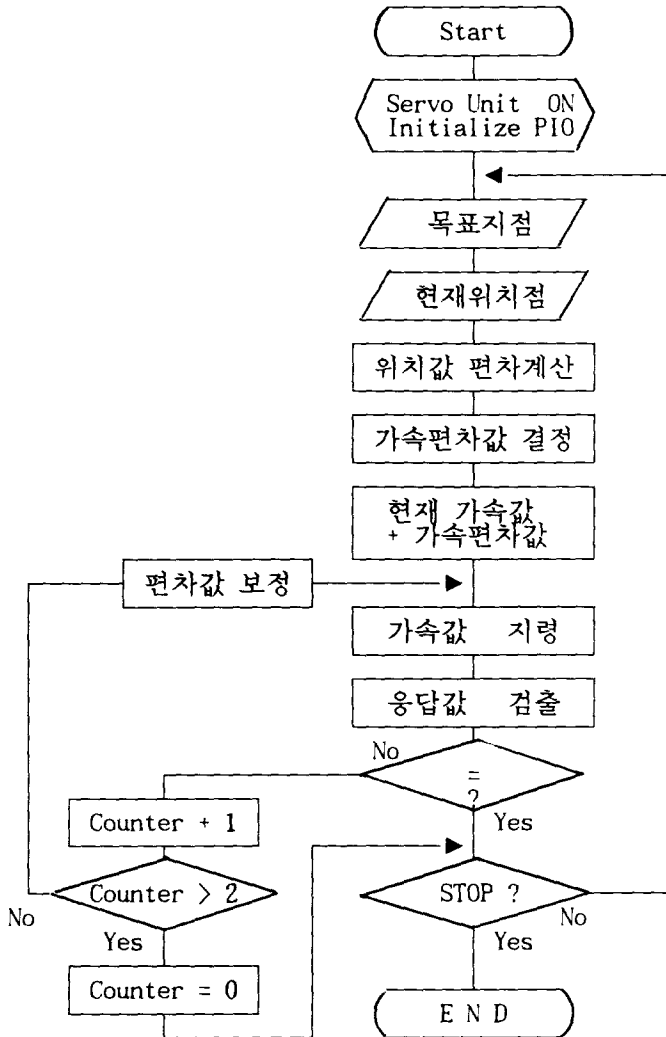 Start
Servo Unit ON
Initialize PIO
목표지점
현재위치점
위치값 편차계산
가속편차값 결정
현재 가속값
+ 가속편차값
편차값 보정
가속값 지령
응답값 검출
No
=
?
Yes
Counter + 1
Counter > 2
No
Yes
STOP ?
No
Yes
Counter = 0
E N D